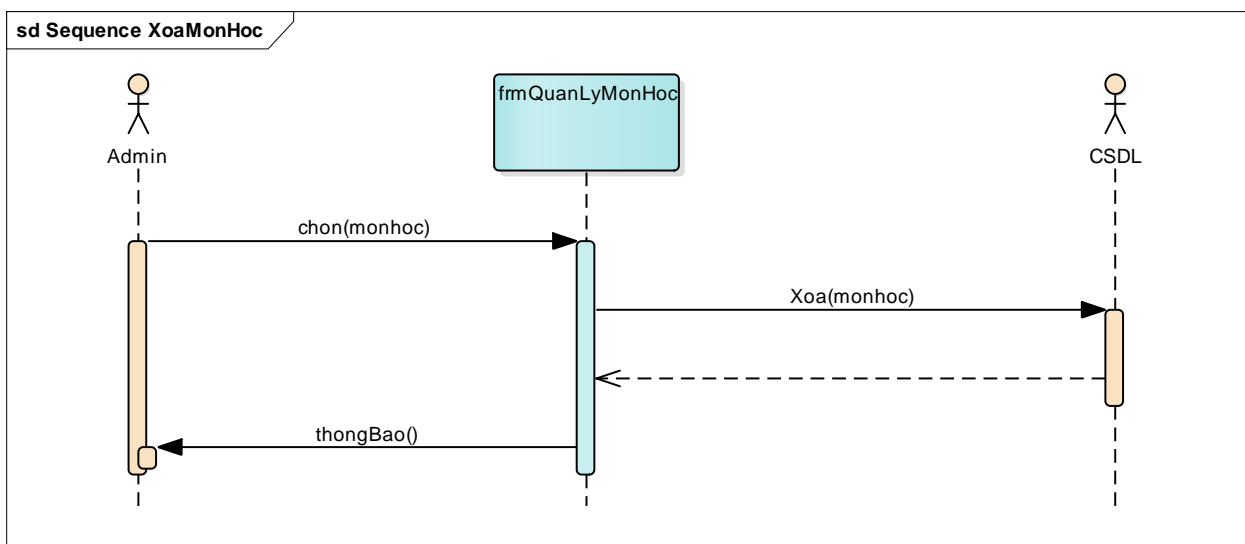 sd Sequence XoaMonHoc
Admin
frmQuanLyMonHoc
CSDL
chon(monhoc)
Xoa(monhoc)
thongBao()